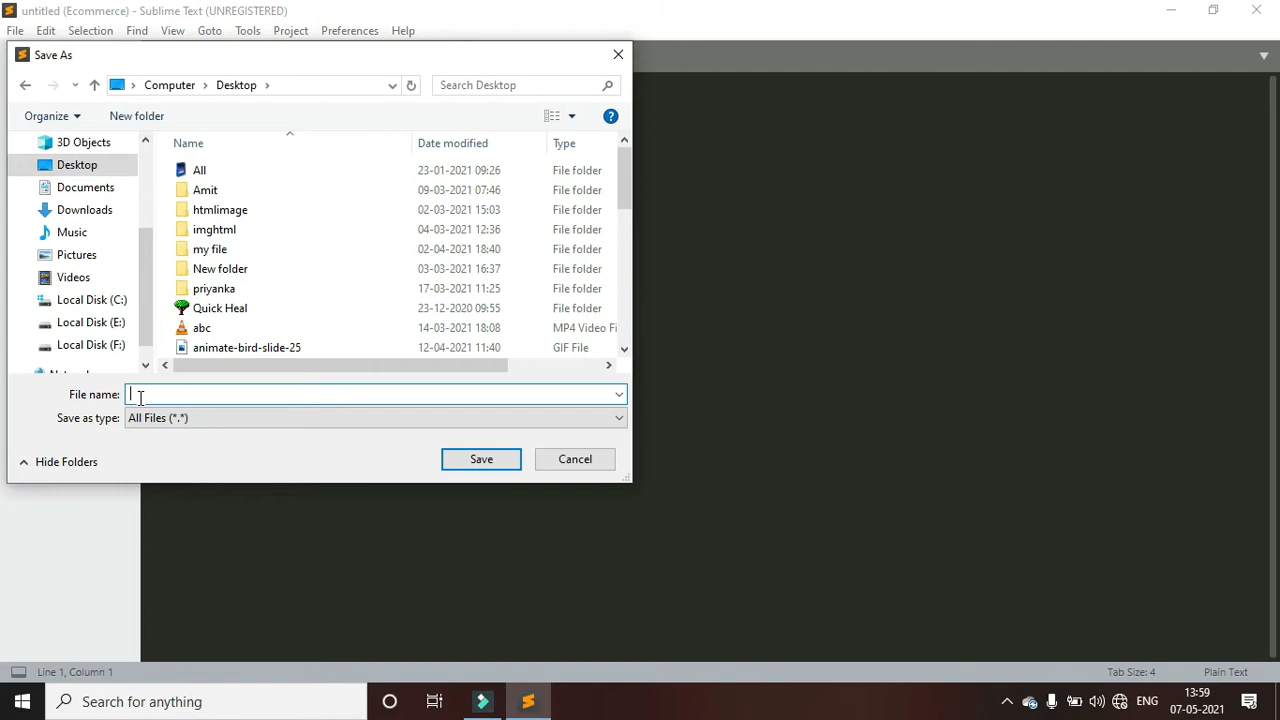 untitled (Ecommerce) - Sublime Text (UNREGISTERED)
File Edit Selection Find View Goto Tools Project Preferences Help
Save As
Computer Desktop Search Desktop
Organize New folder
Name Date modified Type
3D Objects
Desktop
Documents
Downloads
Music
Pictures
Videos
Local Disk (C:)
Local Disk (E:)
Local Disk (F:)
All 23-01-2021 09:26 File folder
Amit 09-03-2021 07:46 File folder
htmlimage 02-03-2021 15:03 File folder
imghtml 04-03-2021 12:36 File folder
my file 02-04-2021 18:40 File folder
New folder 03-03-2021 16:37 File folder
priyanka 17-03-2021 11:25 File folder
Quick Heal 23-12-2020 09:55 File folder
abc 14-03-2021 18:08 MP4 Video Fi
animate-bird-slide-25 12-04-2021 11:40 GIF File
File name:
Save as type: All Files (*.*)
Hide Folders Save Cancel
Line 1, Column 1 Tab Size: 4 Plain Text
Search for anything ENG 13:59
07-05-2021